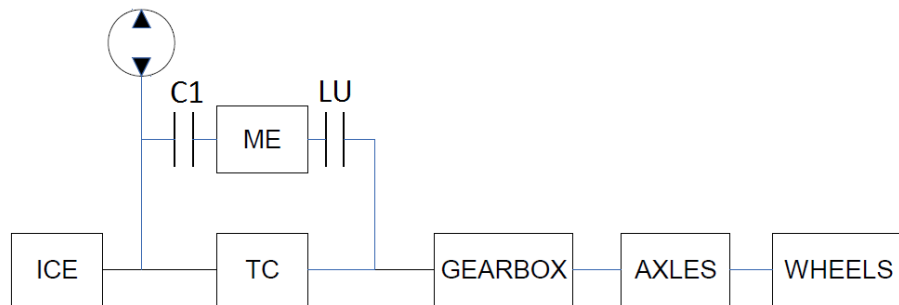 C1
LU
ME
ICE
TC
GEARBOX
AXLES
WHEELS